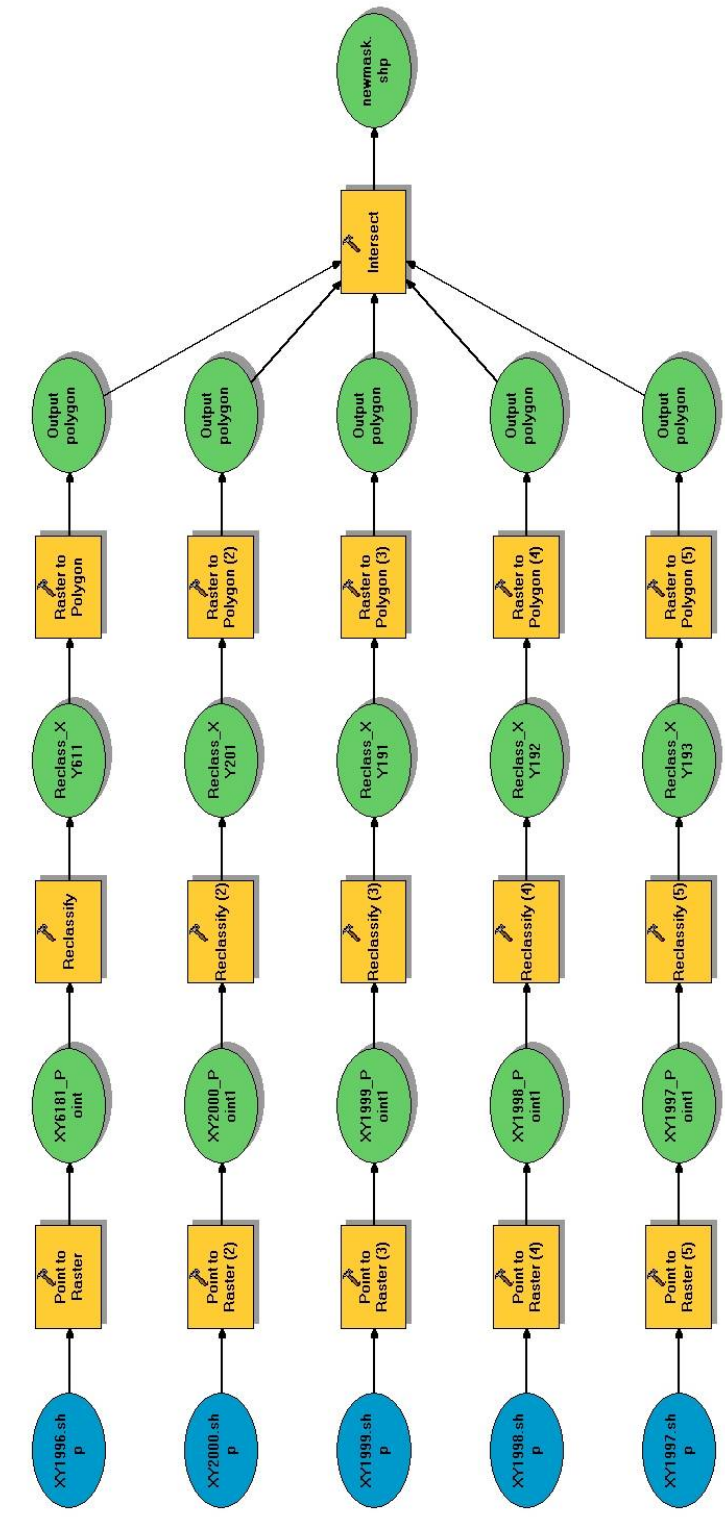 XY1996.sh
p
Point to
Raster
XY6181_P
oint
Reclassify
Reclass_X
Y611
Raster to
Polygon
Output
polygon
XY2000.sh
p
Point to
Raster (2)
XY2000_P
oint1
Reclassify (2)
Reclass_X
Y201
Raster to
Polygon (2)
Output
polygon
XY1999.sh
p
Point to
Raster (3)
XY1999_P
oint1
Reclassify (3)
Reclass_X
Y191
Raster to
Polygon (3)
Output
polygon
Intersect
newmask.
shp
XY1998.sh
p
Point to
Raster (4)
XY1998_P
oint1
Reclassify (4)
Reclass_X
Y192
Raster to
Polygon (4)
Output
polygon
XY1997.sh
p
Point to
Raster (5)
XY1997_P
oint1
Reclassify (5)
Reclass_X
Y193
Raster to
Polygon (5)
Output
polygon